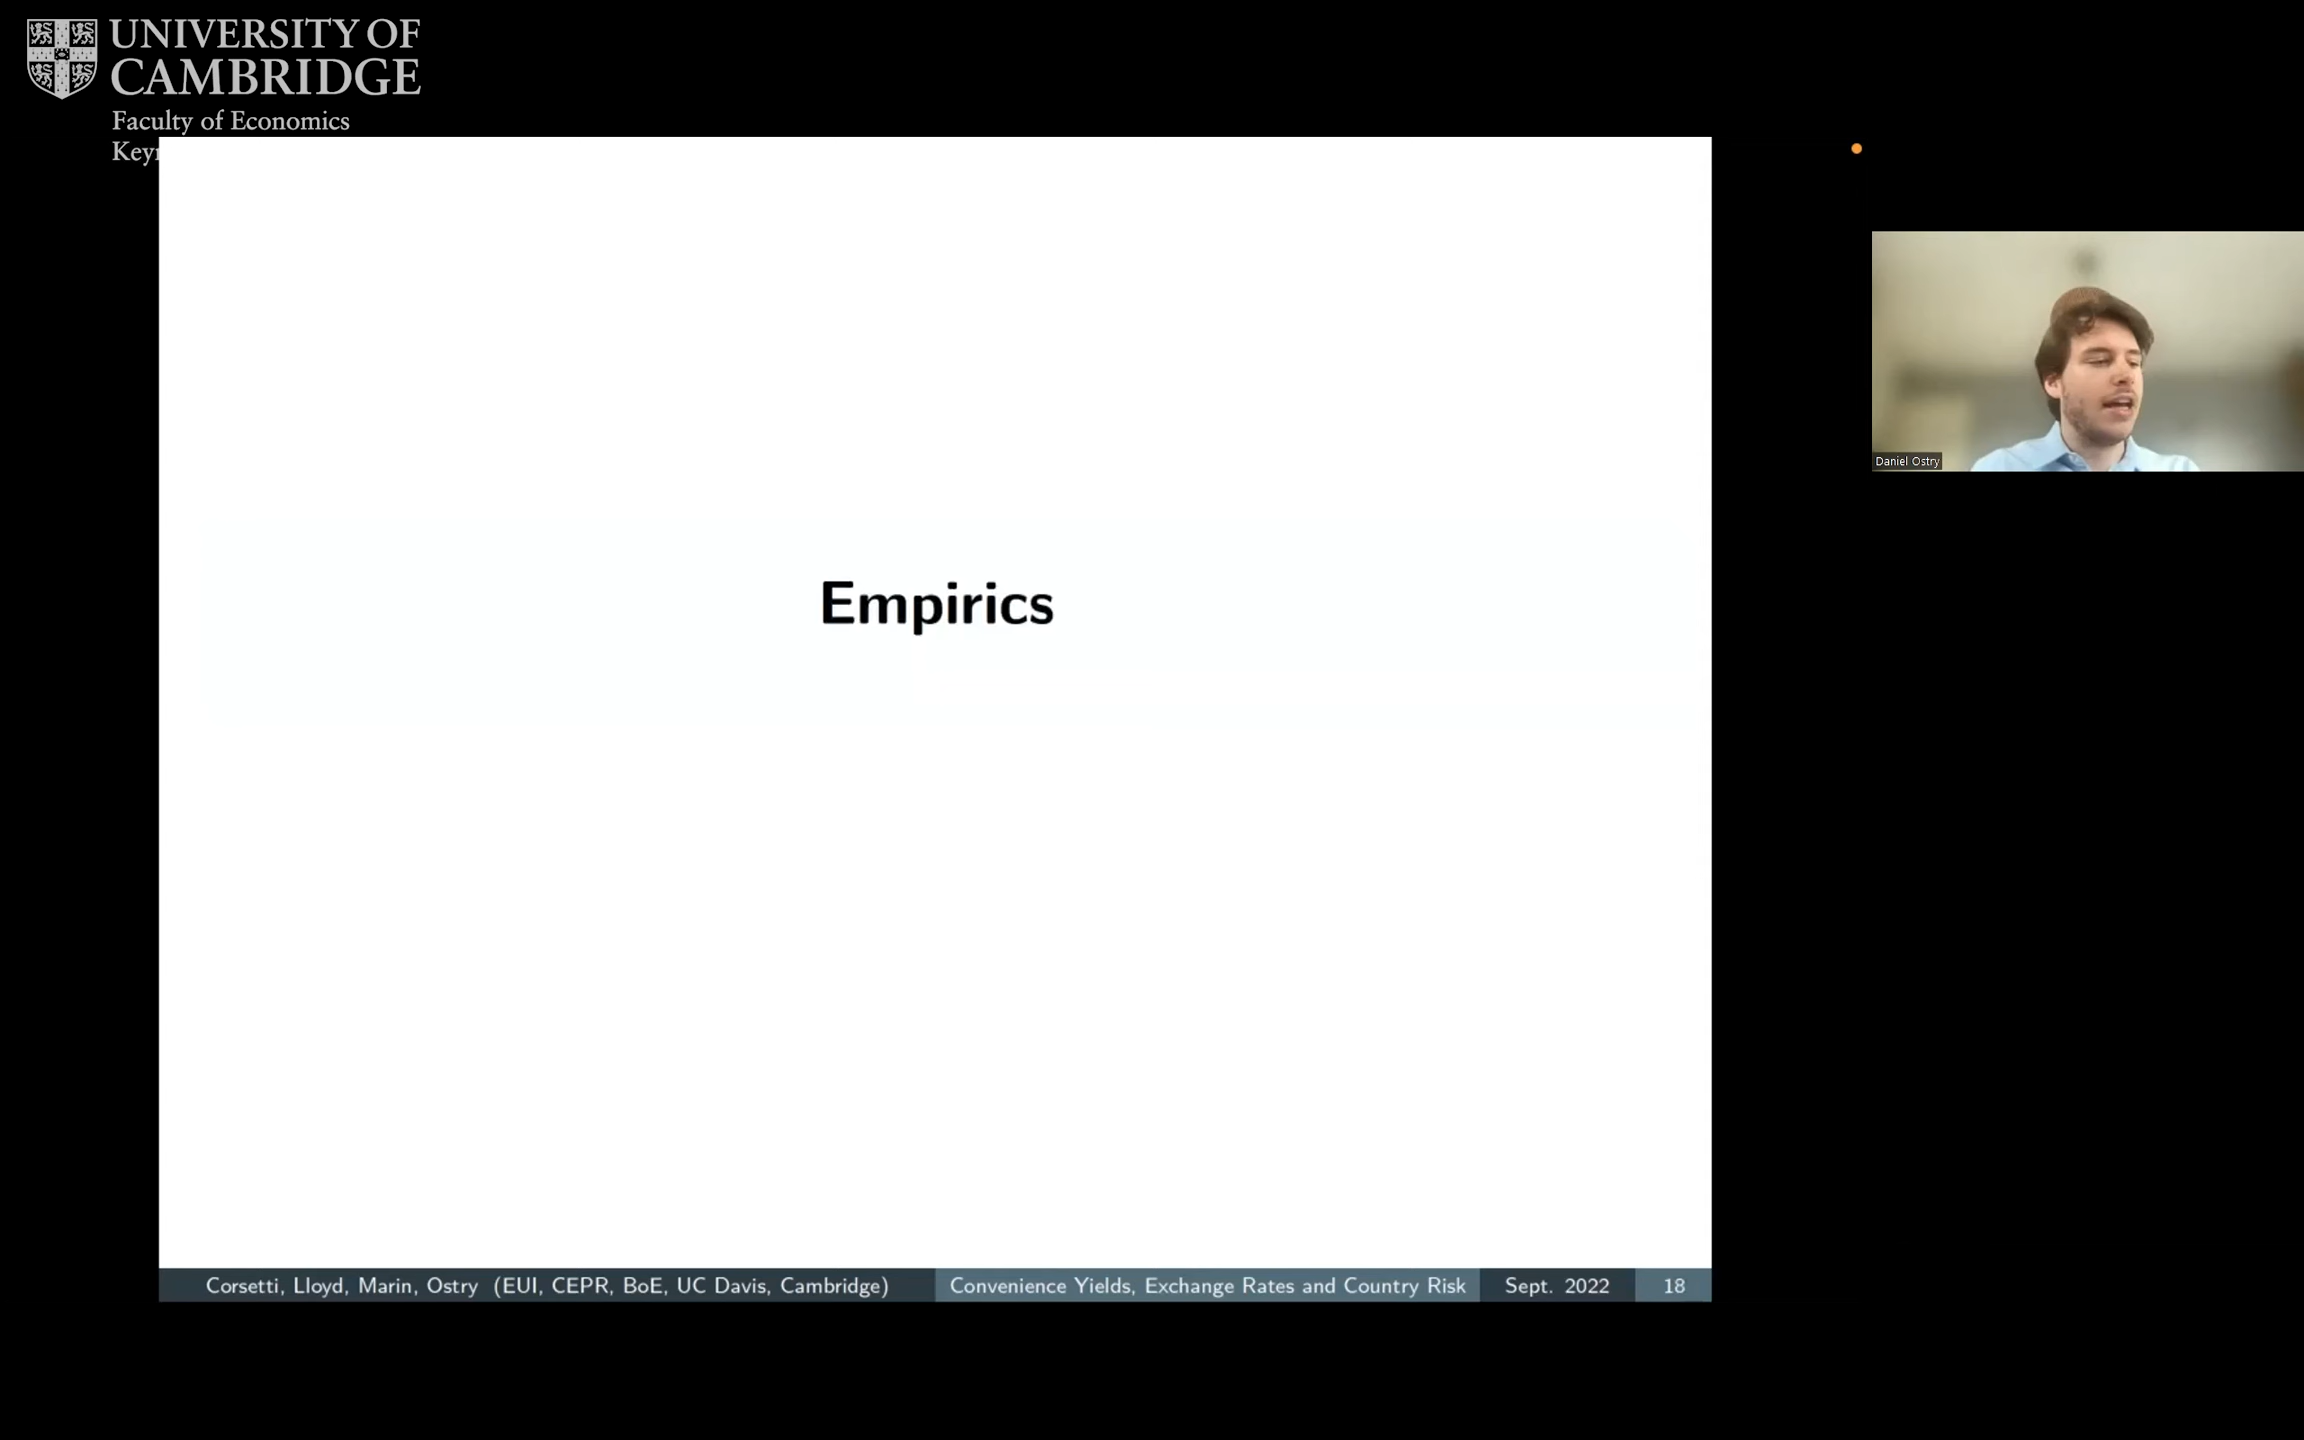 UNIVERSITY OF
CAMBRIDGE
Faculty of Economics
Empirics
Daniel Ostry
Corsetti, Lloyd, Marin, Ostry (EUI, CEPR, BoE, UC Davis, Cambridge) Convenience Yields, Exchange Rates and Country Risk Sept. 2022 18